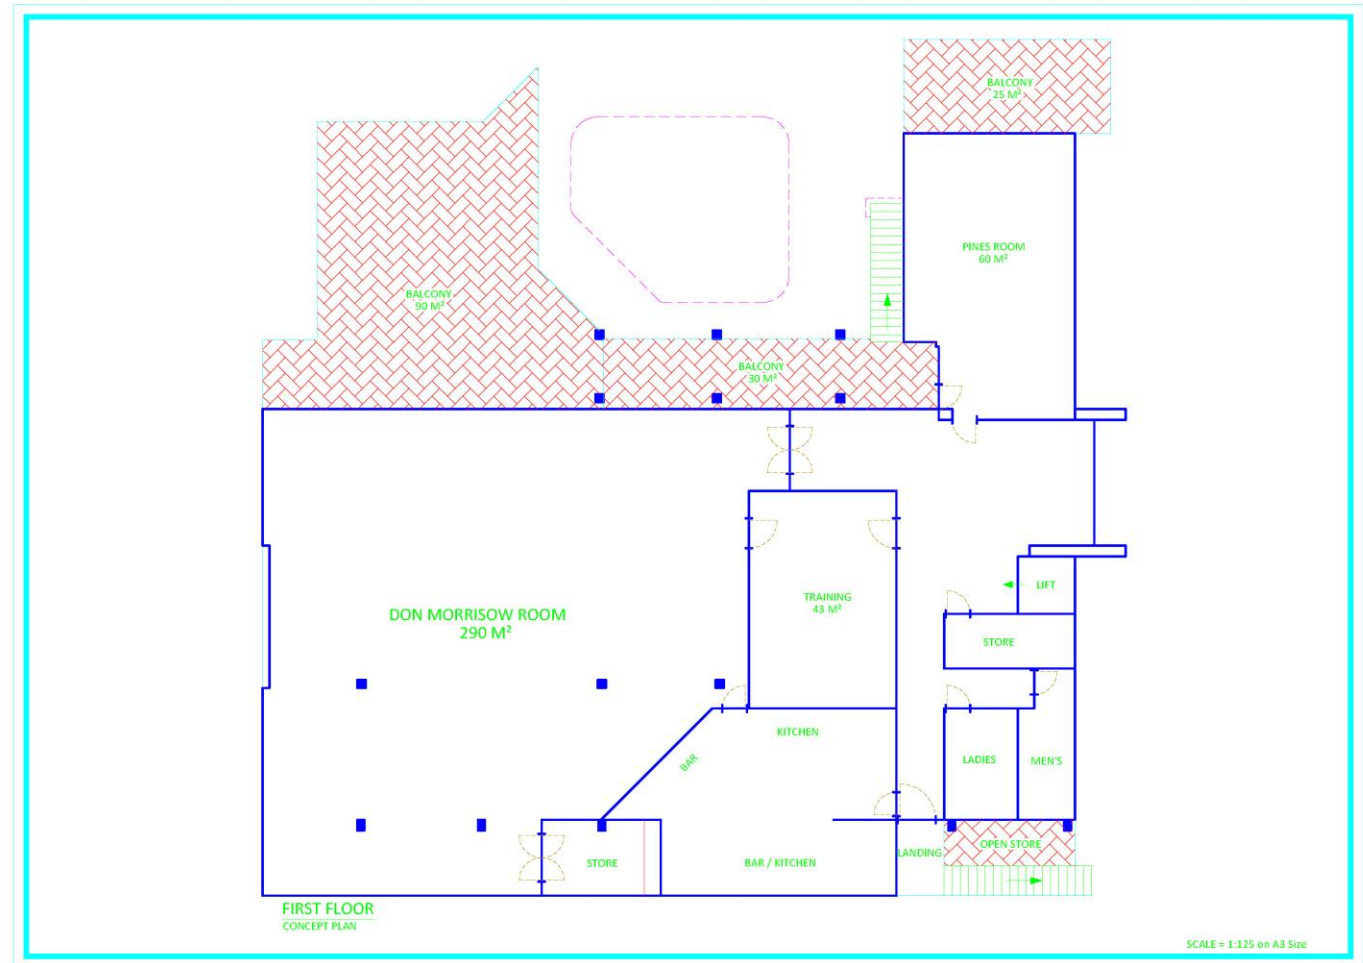 BALCONY
25 M²
PINES ROOM
60 M²
BALCONY
90 M²
BALCONY
30 M²
LIFT
TRAINING
43 M²
DON MORRISOW ROOM
290 M²
STORE
KITCHEN
BAR
LADIES
MEN'S
OPEN STORE
LANDING
STORE
BAR / KITCHEN
FIRST FLOOR
CONCEPT PLAN
SCALE = 1:125 on A3 Size